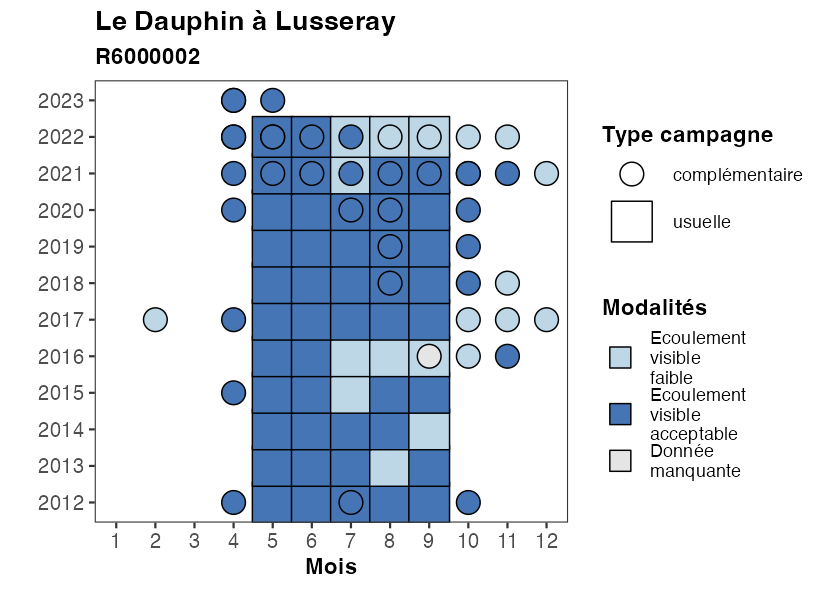 Le Dauphin à Lusseray
R6000002
2023
2022
2021
2020
2019
2018
2017
2016
2015
2014
2013
2012
1 2 3 4 5 6 7 8 9 10 11 12
Mois
Type campagne
complémentaire
usuelle
Modalités
Ecoulement
visible
faible
Ecoulement
visible
acceptable
Donnée
manquante